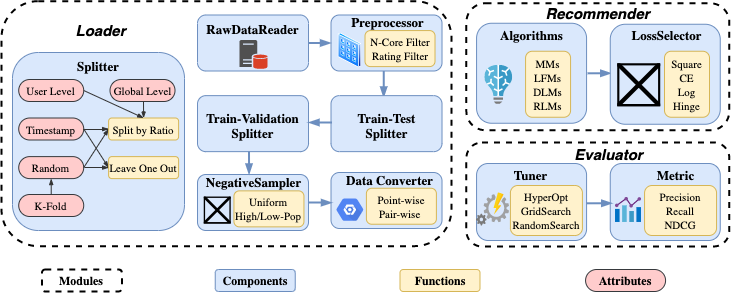 Loader
Splitter
User Level
Global Level
Timestamp
Split by Ratio
Random
Leave One Out
K-Fold
RawDataReader
Preprocessor
N-Core Filter
Rating Filter
Train-Validation
Splitter
Train-Test
Splitter
NegativeSampler
Uniform
High/Low-Pop
Data Converter
Point-wise
Pair-wise
Recommender
Algorithms
MMs
LFMs
DLMs
RLMs
LossSelector
Square
CE
Log
Hinge
Evaluator
Tuner
HyperOpt
GridSearch
RandomSearch
Metric
Precision
Recall
NDCG
Modules
Components
Functions
Attributes